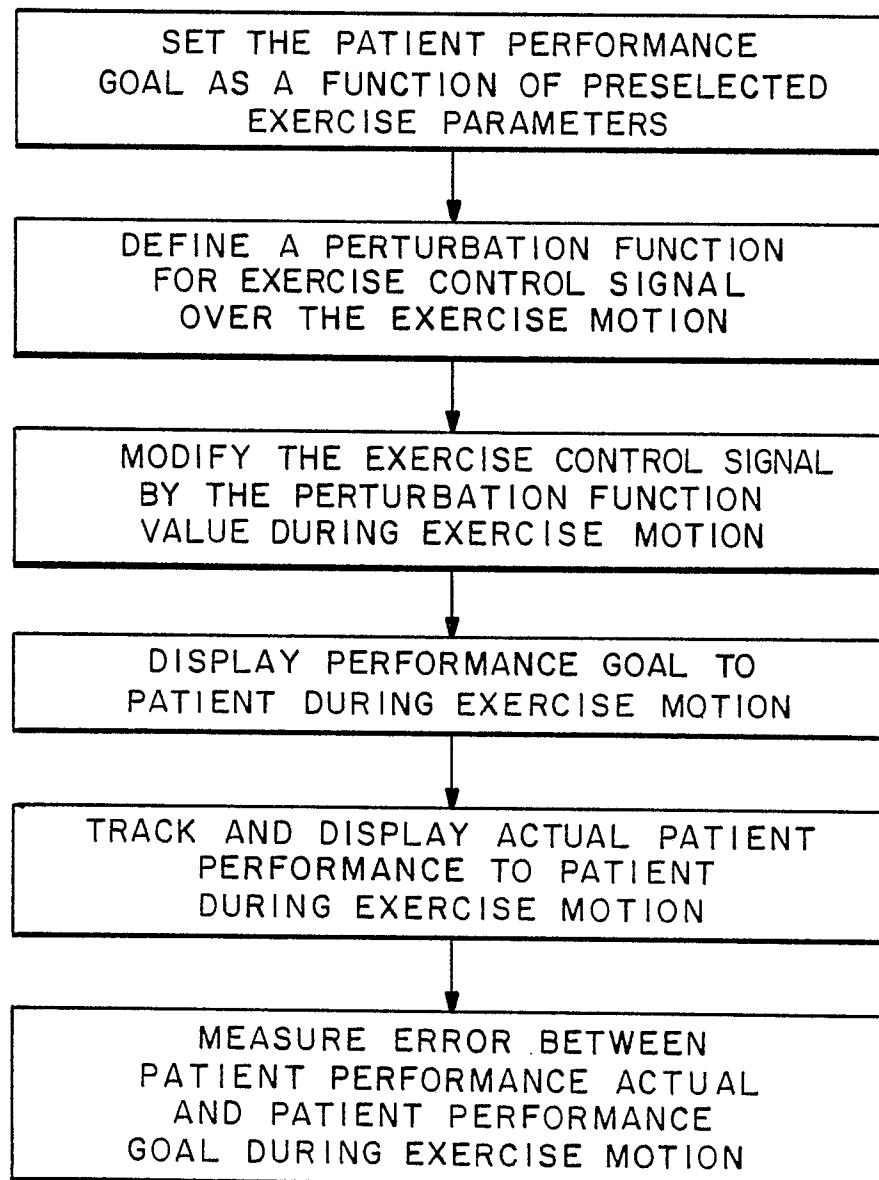 SET THE PATIENT PERFORMANCE
GOAL AS A FUNCTION OF PRESELECTED
EXERCISE PARAMETERS
DEFINE A PERTURBATION FUNCTION
FOR EXERCISE CONTROL SIGNAL
OVER THE EXERCISE MOTION
MODIFY THE EXERCISE CONTROL SIGNAL
BY THE PERTURBATION FUNCTION
VALUE DURING EXERCISE MOTION
DISPLAY PERFORMANCE GOAL TO
PATIENT DURING EXERCISE MOTION
TRACK AND DISPLAY ACTUAL PATIENT
PERFORMANCE TO PATIENT
DURING EXERCISE MOTION
MEASURE ERROR BETWEEN
PATIENT PERFORMANCE ACTUAL
AND PATIENT PERFORMANCE
GOAL DURING EXERCISE MOTION